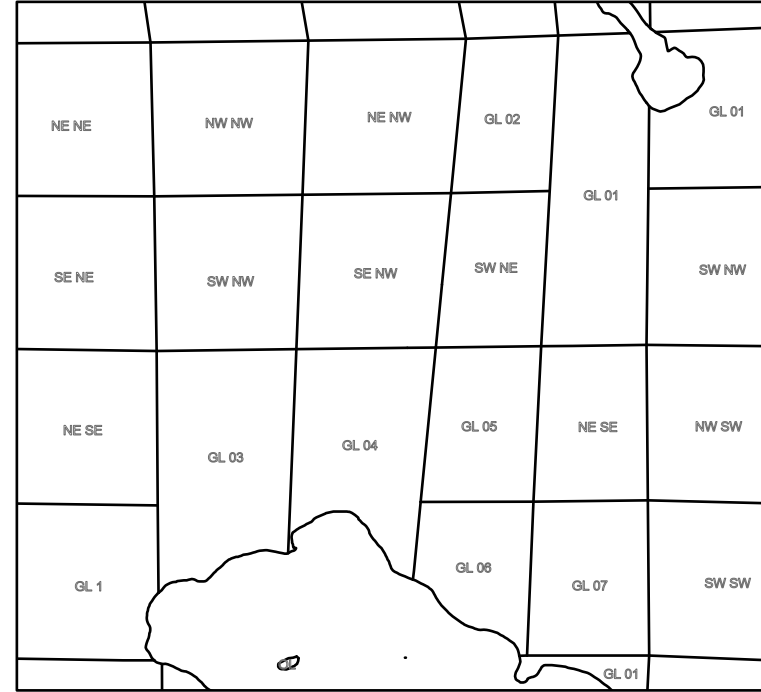 NE NE
NW NW
NE NW
GL 02
GL 01
GL 01
SE NE
SW NW
SE NW
SW NE
SW NW
NE SE
GL 03
GL 04
GL 05
NE SE
NW SW
GL 1
GL 06
GL 07
SW SW
GL 01